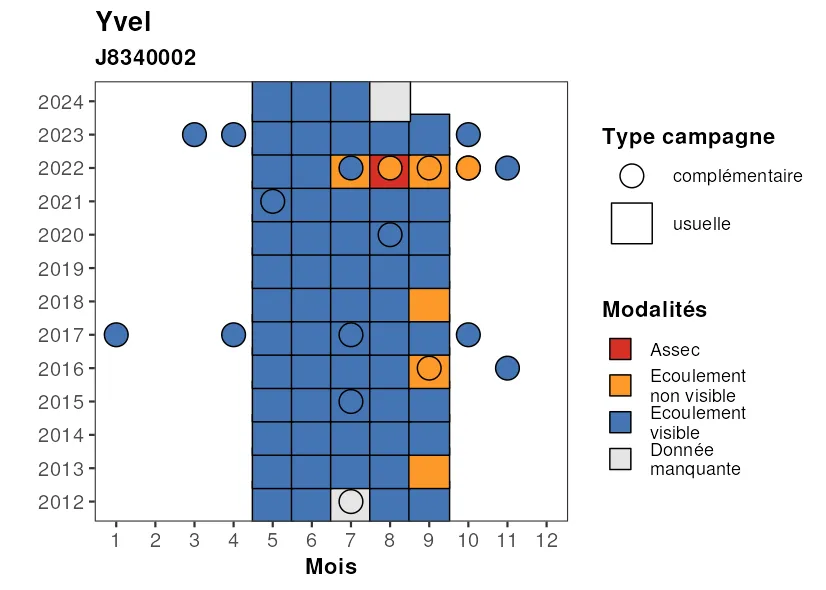 Yvel
J8340002
2024
2023
2022
2021
2020
2019
2018
2017
2016
2015
2014
2013
2012
1 2 3 4 5 6 7 8 9 10 11 12
Mois
Type campagne
complémentaire
usuelle
Modalités
Assec
Ecoulement
non visible
Ecoulement
visible
Donnée
manquante